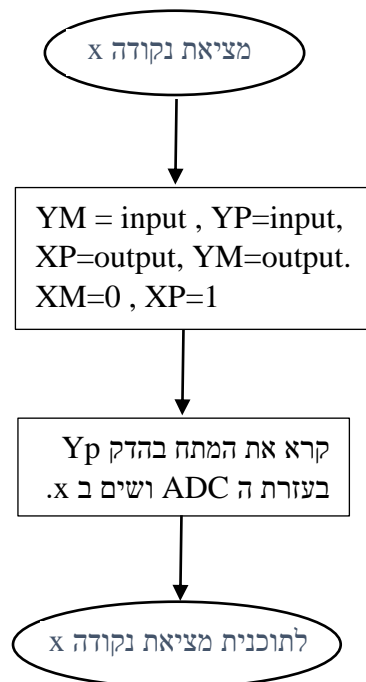 מציאת נקודה x
YM = input , YP=input,
XP=output, YM=output.
XM=0 , XP=1
קרא את המתח בהדק Yp
בעזרת ה ADC ושים ב x.
לתוכנית מציאת נקודה x